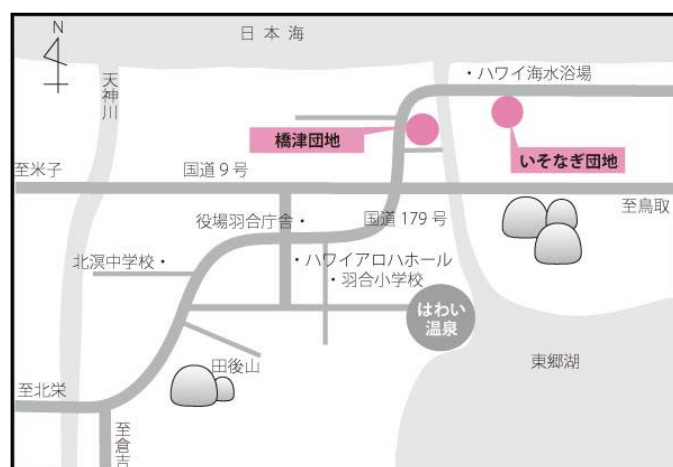 N
日本海
天神川
・ハワイ海水浴場
橋津団地
いそなぎ団地
至米子
国道9号
至鳥取
役場羽合庁舎・
国道179号
北溟中学校・
・ハワイアロハホール
・羽合小学校
はわい
温泉
田後山
東郷湖
至北栄
至倉吉